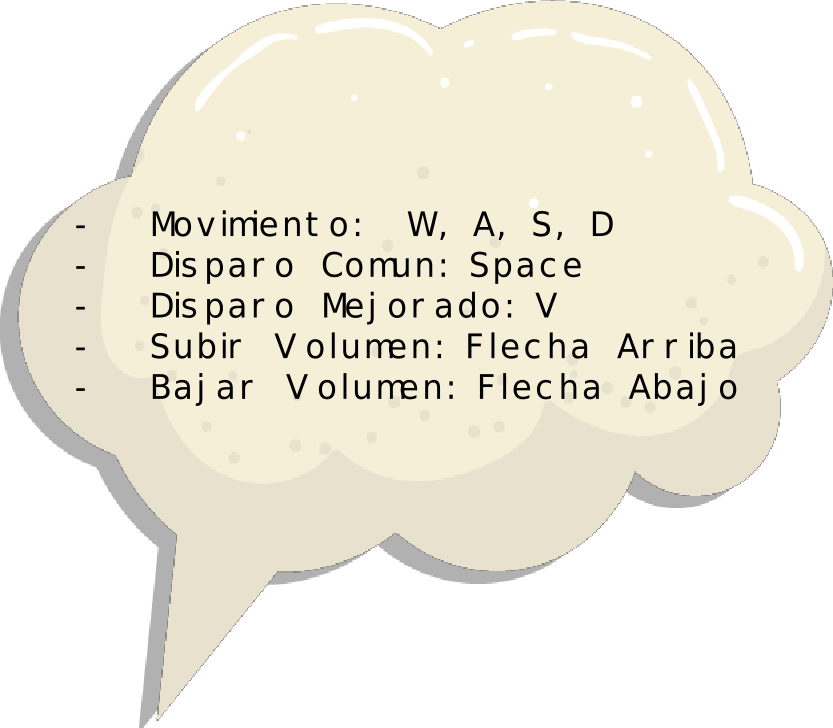 - Movimiento: W, A, S, D
- Disparo Comun: Space
- Disparo Mejorado: V
- Subir Volumen: Flecha Arriba
- Bajar Volumen: Flecha Abajo